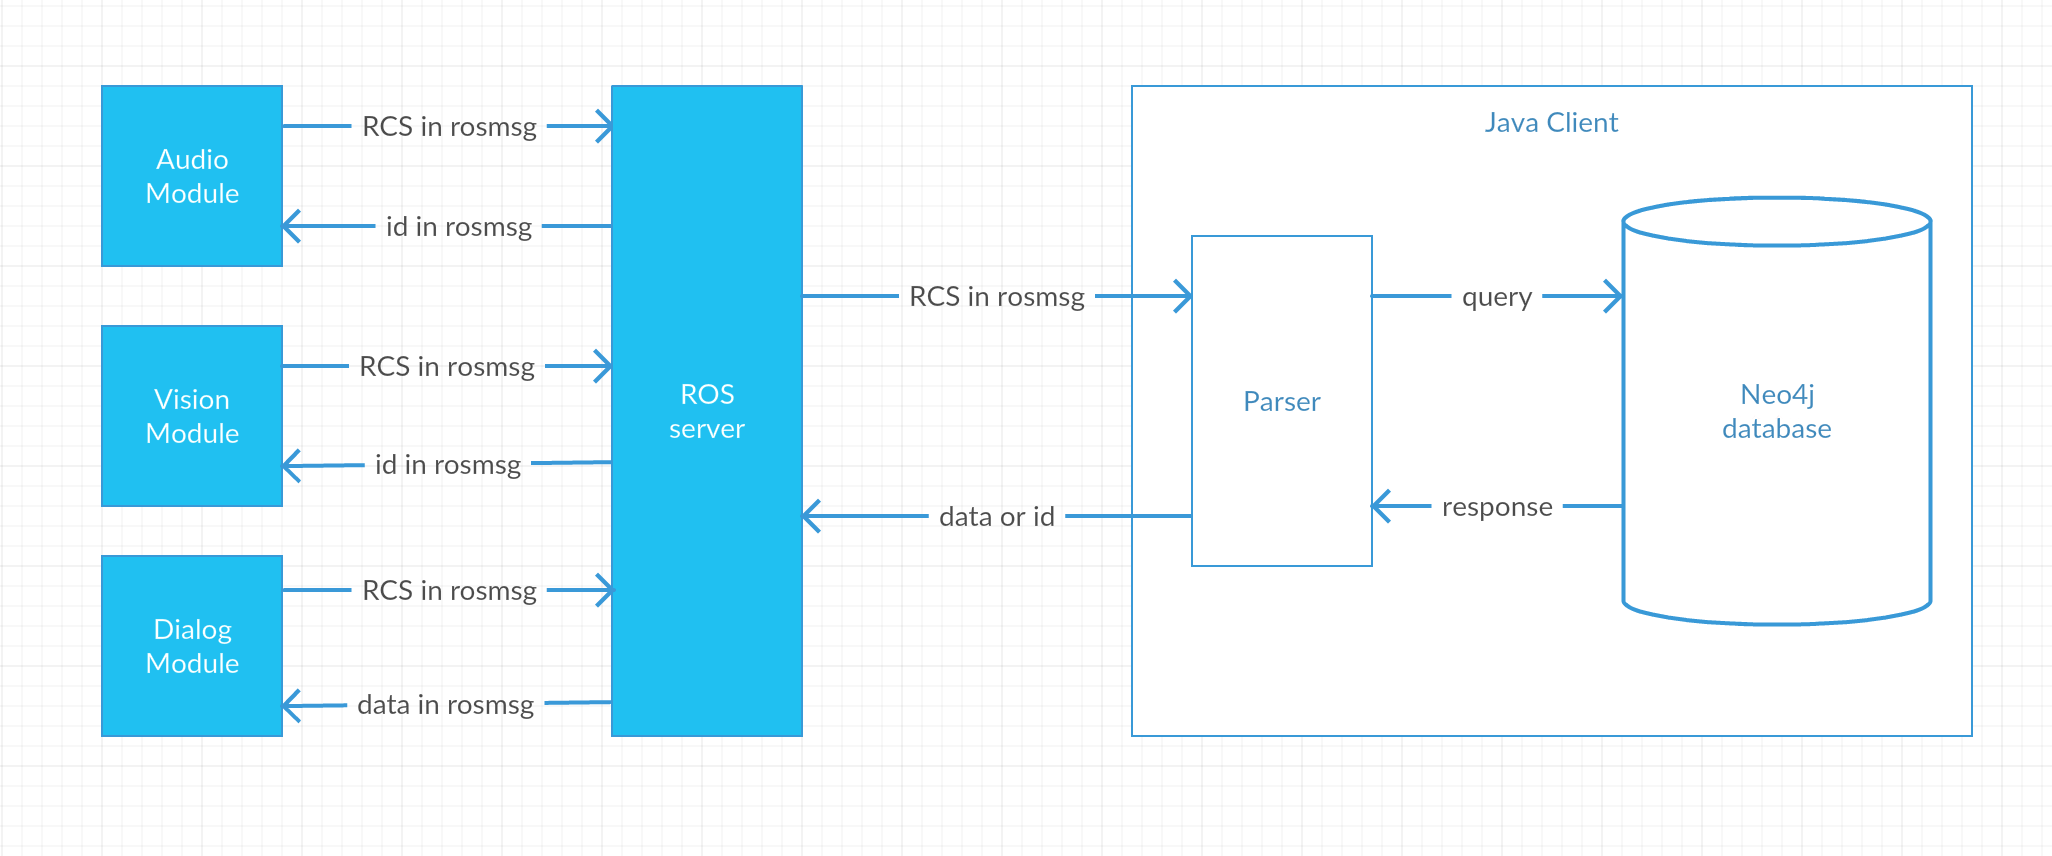 Audio
Module
RCS in rosmsg
id in rosmsg
Vision
Module
RCS in rosmsg
id in rosmsg
Dialog
Module
RCS in rosmsg
data in rosmsg
ROS
server
RCS in rosmsg
data or id
Java Client
Parser
query
response
Neo4j
database